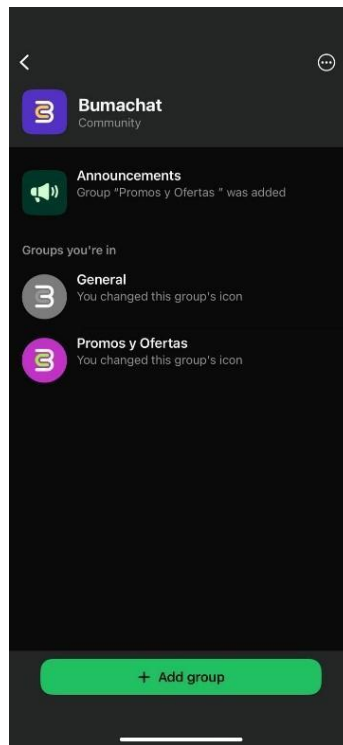 Bumachat
Community
Announcements
Group "Promos y Ofertas " was added
Groups you're in
General
You changed this group's icon
Promos y Ofertas
You changed this group's icon
+ Add group